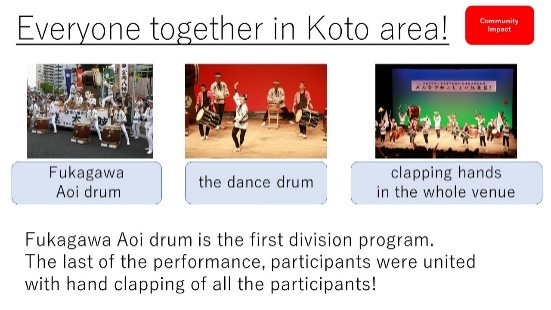 Everyone together in Koto area!
Community
Impact
Fukagawa
Aoi drum
the dance drum
clapping hands
in the whole venue
Fukagawa Aoi drum is the first division program.
The last of the performance, participants were united
with hand clapping of all the participants!